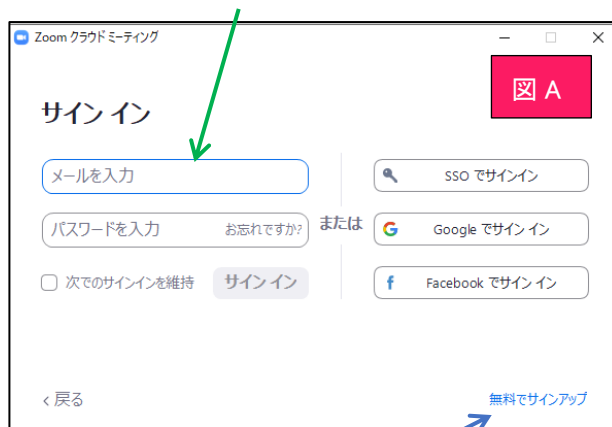 Zoom クラウド ミーティング
図 A
サイン イン
メールを入力
パスワードを入力 お忘れですか?
次でのサインインを維持 サイン イン
または
SSO でサインイン
Google でサイン イン
Facebook でサイン イン
戻る
無料でサインアップ